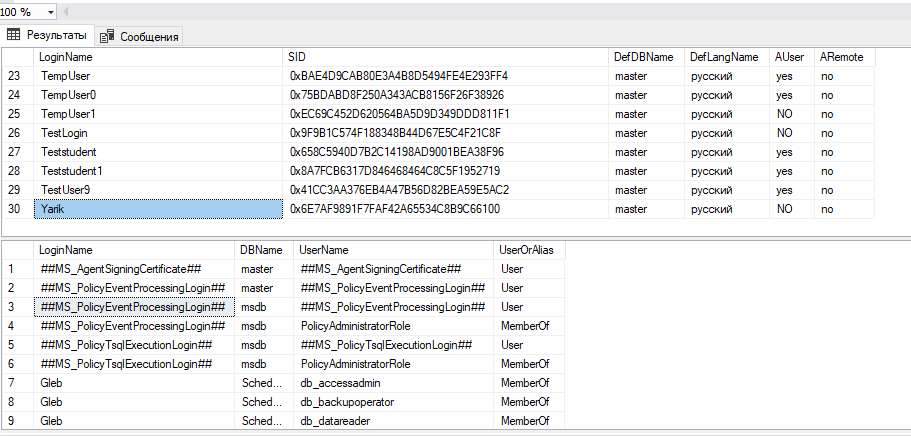 100 %
Результаты Сообщения
LoginName SID DefDBName DefLangName AUser ARemote
23 TempUser 0xBAE4D9CAB80E3A4B8D5494FE4E293FF4 master русский yes no
24 TempUser0 0x75BDABD8F250A343ACB8156F26F38926 master русский yes no
25 TempUser1 0xEC69C452D620564BA5D9D349DDD811F1 master русский NO no
26 TestLogin 0x9F9B1C574F188348B44D67E5C4F21C8F master русский NO no
27 Teststudent 0x658C5940D7B2C14198AD9001BEA38F96 master русский yes no
28 Teststudent1 0x8A7FCB6317D846468464C8C5F1952719 master русский yes no
29 TestUser9 0x41CC3AA376EB4A47B56D82BEA59E5AC2 master русский yes no
30 Yarik 0x6E7AF9891F7FAF42A65534C8B9C66100 master русский NO no
LoginName DBName UserName UserOrAlias
1 ##MS_AgentSigningCertificate## master ##MS_AgentSigningCertificate## User
2 ##MS_PolicyEventProcessingLogin## master ##MS_PolicyEventProcessingLogin## User
3 ##MS_PolicyEventProcessingLogin## msdb ##MS_PolicyEventProcessingLogin## User
4 ##MS_PolicyEventProcessingLogin## msdb PolicyAdministratorRole MemberOf
5 ##MS_PolicyTsqlExecutionLogin## msdb ##MS_PolicyTsqlExecutionLogin## User
6 ##MS_PolicyTsqlExecutionLogin## msdb PolicyAdministratorRole MemberOf
7 Gleb Sched... db_accessadmin MemberOf
8 Gleb Sched... db_backupoperator MemberOf
9 Gleb Sched... db_datareader MemberOf